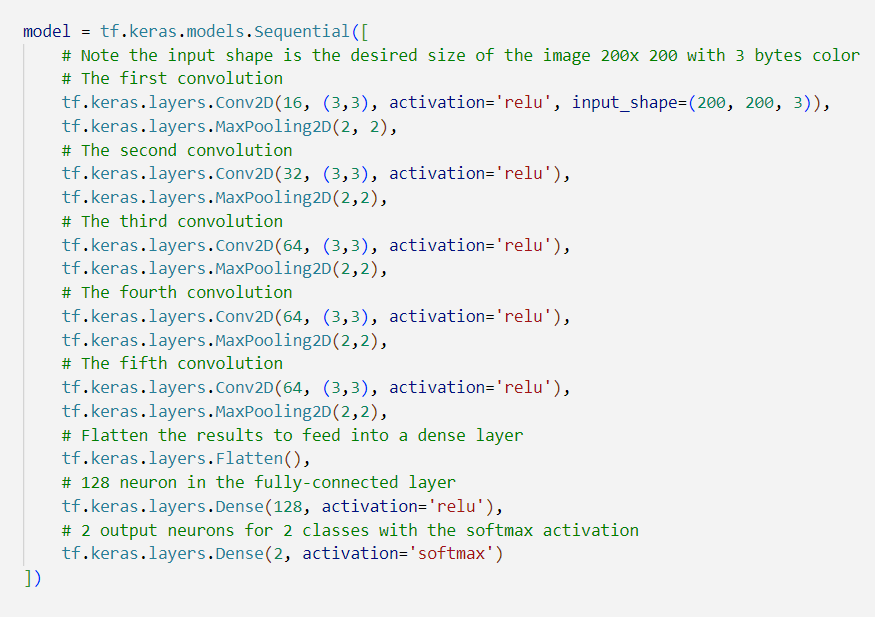 model = tf.keras.models.Sequential([
    # Note the input shape is the desired size of the image 200x 200 with 3 bytes color
    # The first convolution
    tf.keras.layers.Conv2D(16, (3,3), activation='relu', input_shape=(200, 200, 3)),
    tf.keras.layers.MaxPooling2D(2, 2),
    # The second convolution
    tf.keras.layers.Conv2D(32, (3,3), activation='relu'),
    tf.keras.layers.MaxPooling2D(2,2),
    # The third convolution
    tf.keras.layers.Conv2D(64, (3,3), activation='relu'),
    tf.keras.layers.MaxPooling2D(2,2),
    # The fourth convolution
    tf.keras.layers.Conv2D(64, (3,3), activation='relu'),
    tf.keras.layers.MaxPooling2D(2,2),
    # The fifth convolution
    tf.keras.layers.Conv2D(64, (3,3), activation='relu'),
    tf.keras.layers.MaxPooling2D(2,2),
    # Flatten the results to feed into a dense layer
    tf.keras.layers.Flatten(),
    # 128 neuron in the fully-connected layer
    tf.keras.layers.Dense(128, activation='relu'),
    # 2 output neurons for 2 classes with the softmax activation
    tf.keras.layers.Dense(2, activation='softmax')
])